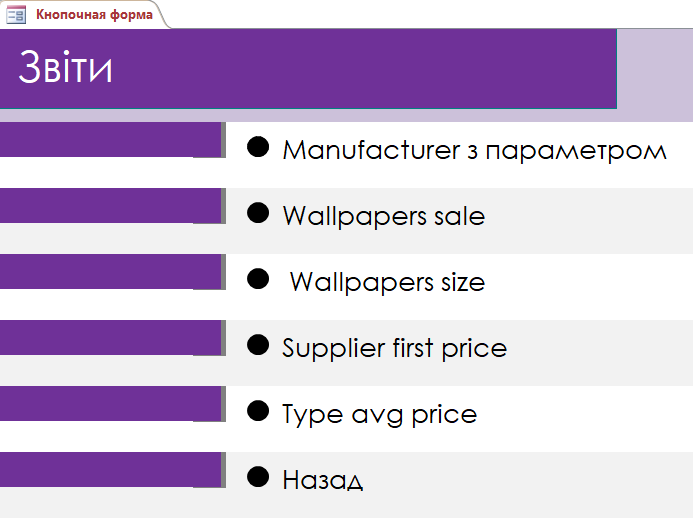 Кнопочная форма
Звіти
Manufacturer з параметром
Wallpapers sale
Wallpapers size
Supplier first price
Type avg price
Назад